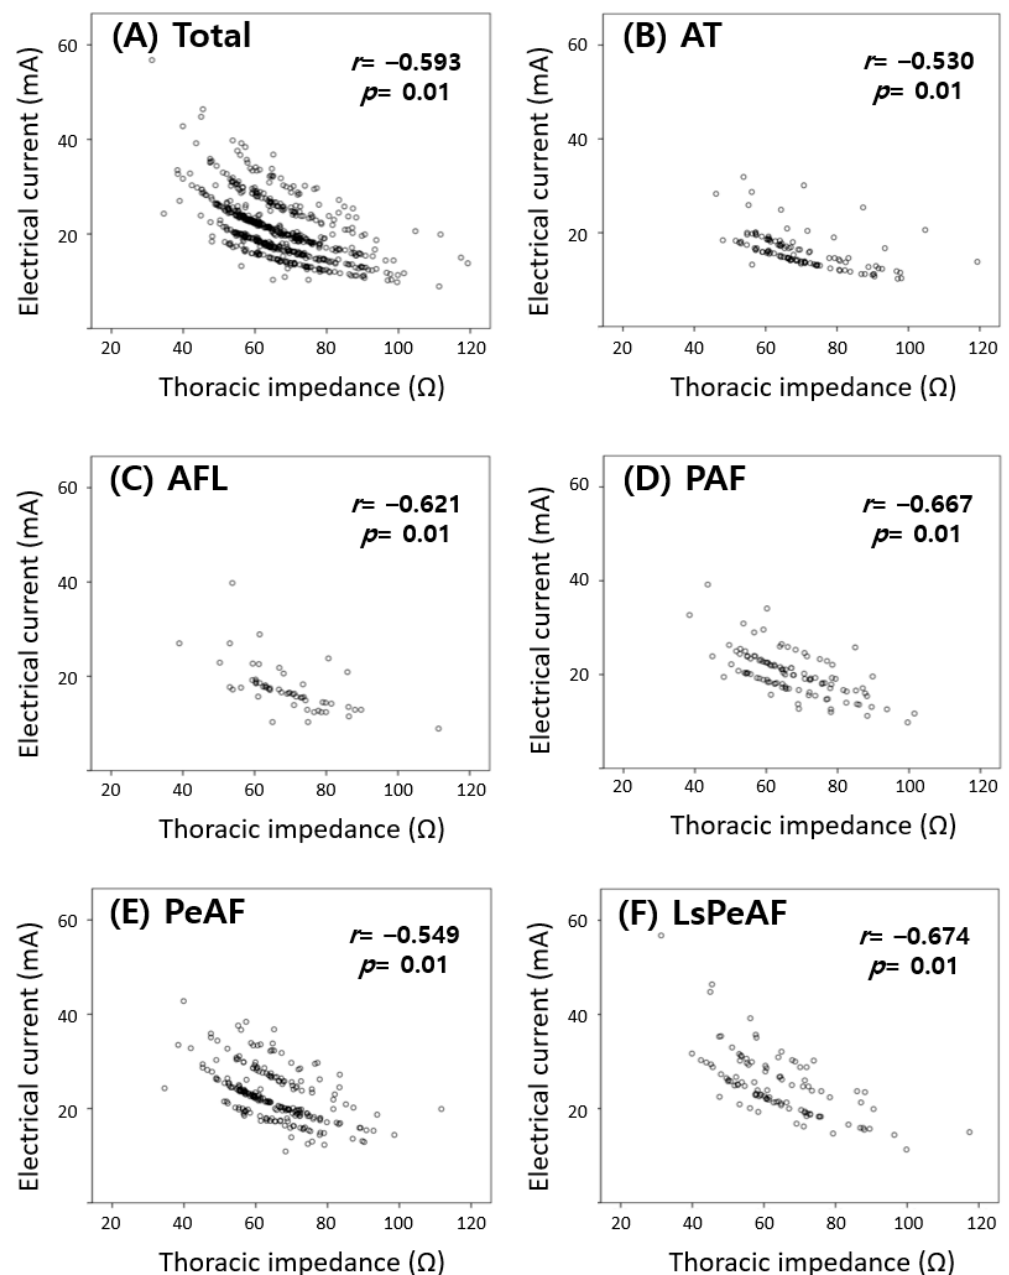 (A) Total
r= −0.593
p= 0.01
Electrical current (mA)
60
40
20
20 40 60 80 100 120
Thoracic impedance (Ω)
(B) AT
r= −0.530
p= 0.01
Electrical current (mA)
60
40
20
20 40 60 80 100 120
Thoracic impedance (Ω)
(C) AFL
r= −0.621
p= 0.01
Electrical current (mA)
60
40
20
20 40 60 80 100 120
Thoracic impedance (Ω)
(D) PAF
r= −0.667
p= 0.01
Electrical current (mA)
60
40
20
20 40 60 80 100 120
Thoracic impedance (Ω)
(E) PeAF
r= −0.549
p= 0.01
Electrical current (mA)
60
40
20
20 40 60 80 100 120
Thoracic impedance (Ω)
(F) LsPeAF
r= −0.674
p= 0.01
Electrical current (mA)
60
40
20
20 40 60 80 100 120
Thoracic impedance (Ω)